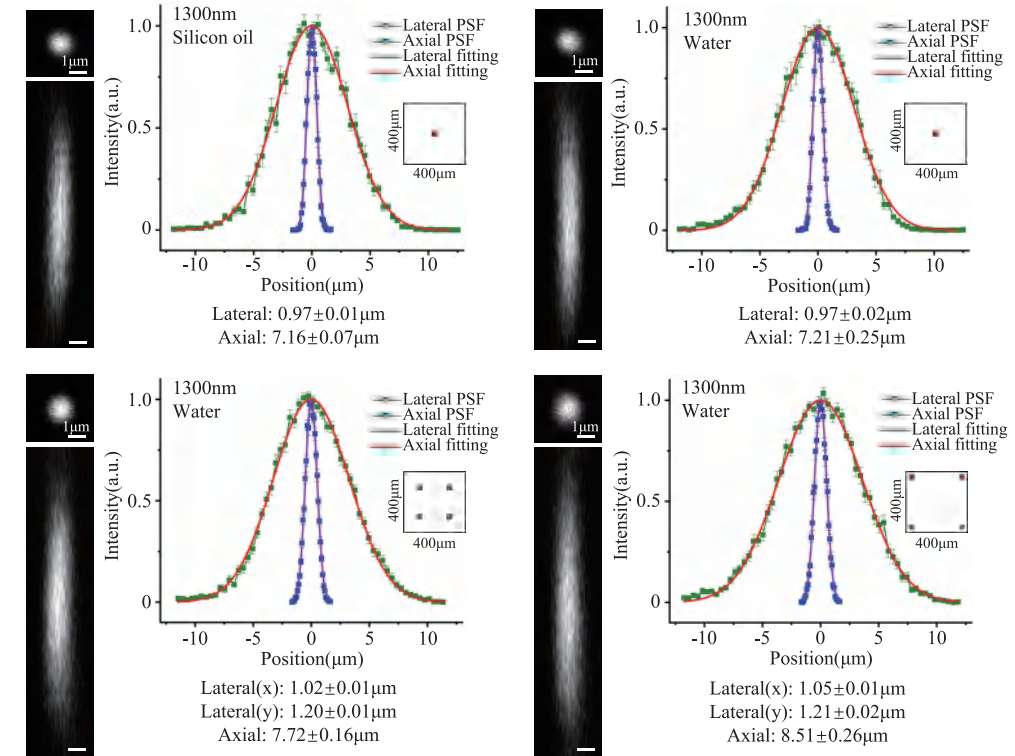 1μm
1300nm
Silicon oil
Lateral PSF
Axial PSF
Lateral fitting
Axial fitting
400μm
400μm
Intensity(a.u.)
1.0
0.5
0
-10 -5 0 5 10
Position(μm)
Lateral: 0.97±0.01μm
Axial: 7.16±0.07μm
1μm
1300nm
Water
Lateral PSF
Axial PSF
Lateral fitting
Axial fitting
400μm
400μm
Intensity(a.u.)
1.0
0.5
0
-10 -5 0 5 10
Position(μm)
Lateral: 0.97±0.02μm
Axial: 7.21±0.25μm
1μm
1300nm
Water
Lateral PSF
Axial PSF
Lateral fitting
Axial fitting
400μm
400μm
Intensity(a.u.)
1.0
0.5
0
-10 -5 0 5 10
Position(μm)
Lateral(x): 1.02±0.01μm
Lateral(y): 1.20±0.01μm
Axial: 7.72±0.16μm
1μm
1300nm
Water
Lateral PSF
Axial PSF
Lateral fitting
Axial fitting
400μm
400μm
Intensity(a.u.)
1.0
0.5
0
-10 -5 0 5 10
Position(μm)
Lateral(x): 1.05±0.01μm
Lateral(y): 1.21±0.02μm
Axial: 8.51±0.26μm